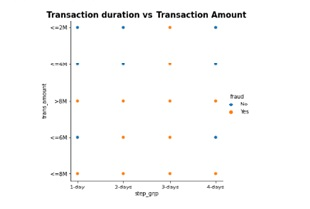 Transaction duration vs Transaction Amount
<=2M
<=4M
>8M
<=6M
<=8M
trans_amount
1-day
2-days
3-days
4-days
step_grp
fraud
No
Yes